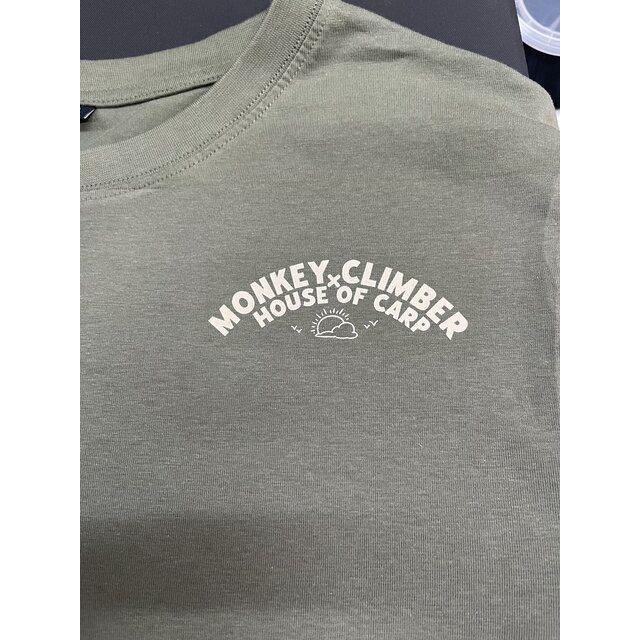 MONKEY CLIMBER
×
HOUSE OF CARP